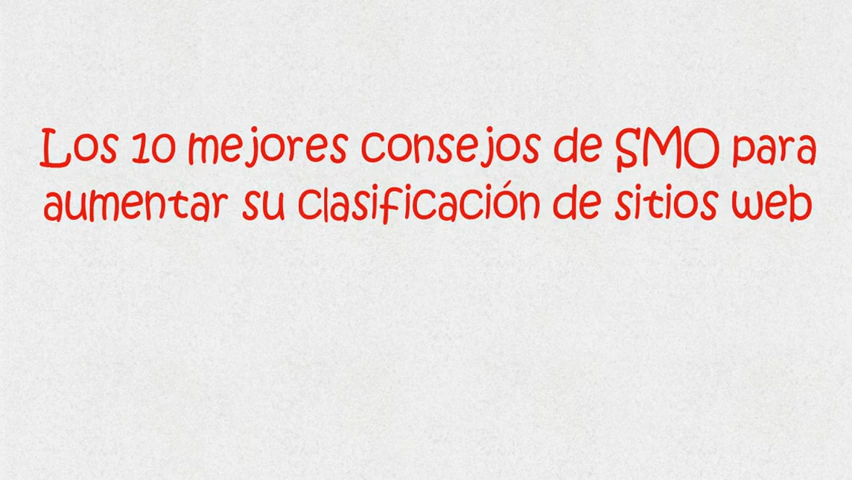 Los 10 mejores consejos de SMO para
aumentar su clasificación de sitios web